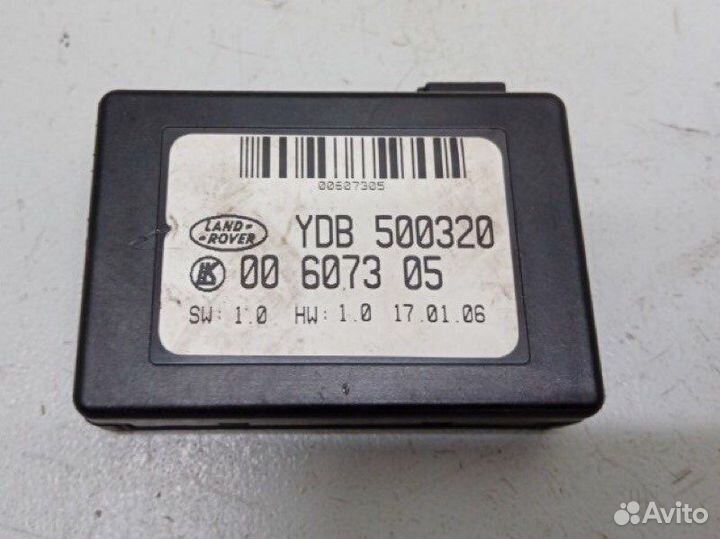 00607305
LAND-
-ROVER
YDB 500320
00 6073 05
SW: 1.0 HW: 1.0 17.01.06
Avito